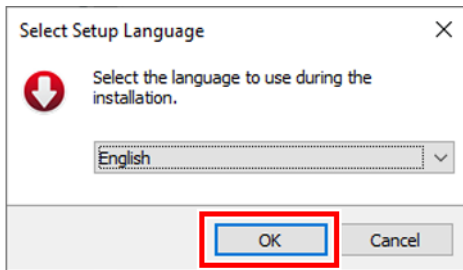 Select Setup Language
Select the language to use during the
installation.
English
OK
Cancel